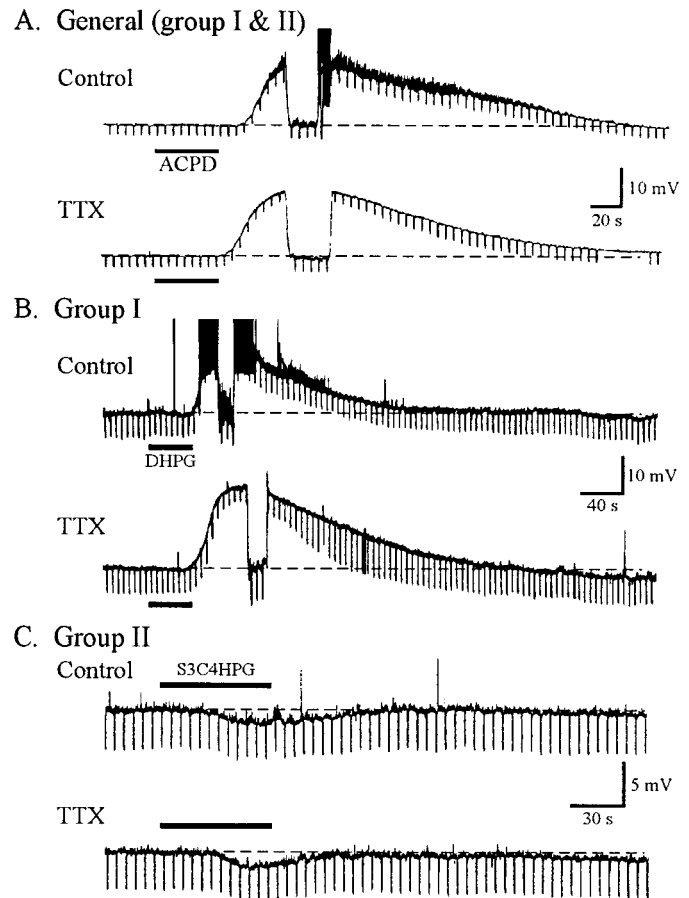 A. General (group I & II)
Control
ACPD
10 mV
20 s
TTX
B. Group I
Control
DHPG
10 mV
40 s
TTX
C. Group II
Control
S3C4HPG
5 mV
30 s
TTX